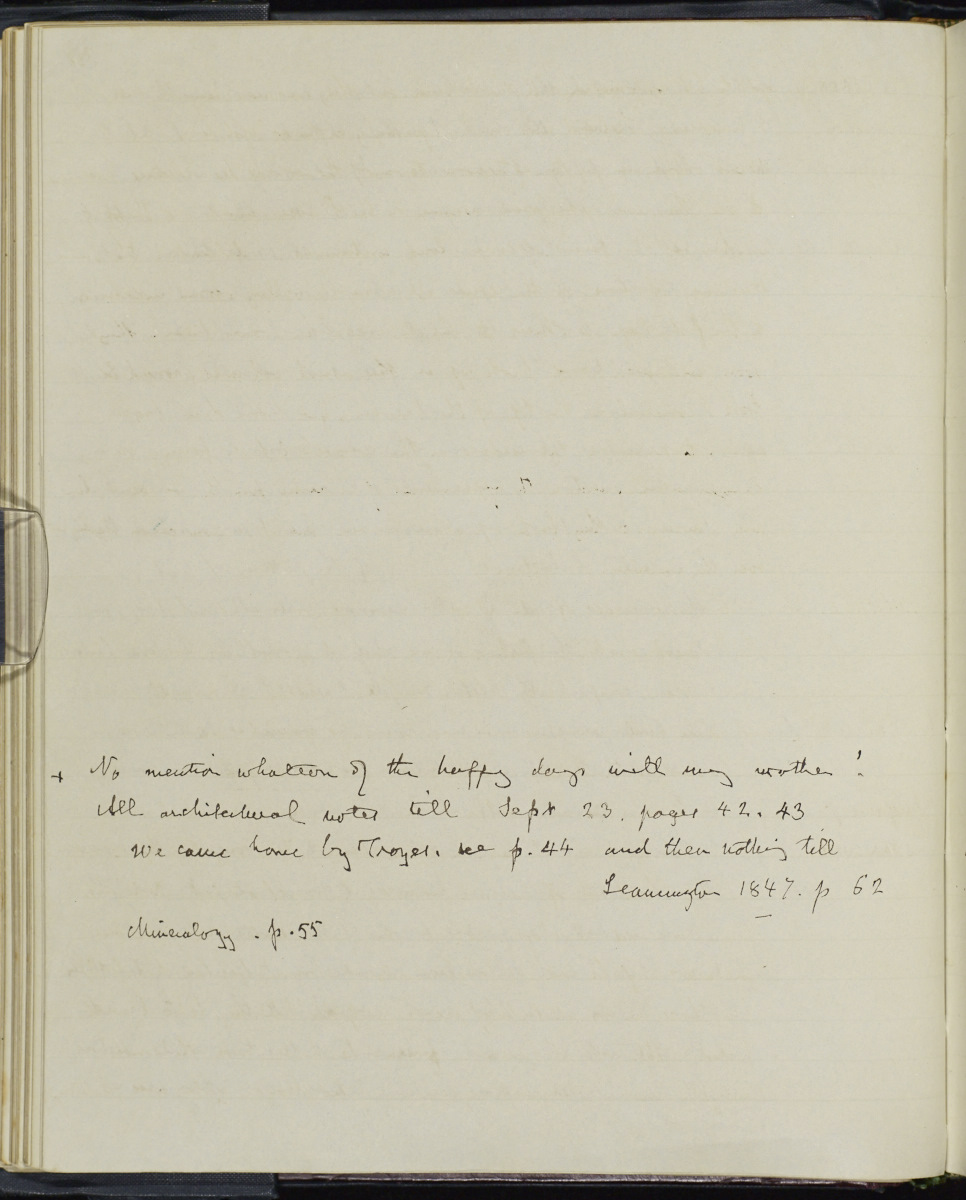 + No mention whatever of the happy days with my mother!
All architectural notes till Sept 23. pages 42. 43
We came home by Troyes. see p. 44 and then nothing till
Leamington 1847. p 62
Mineralogy. p. 55